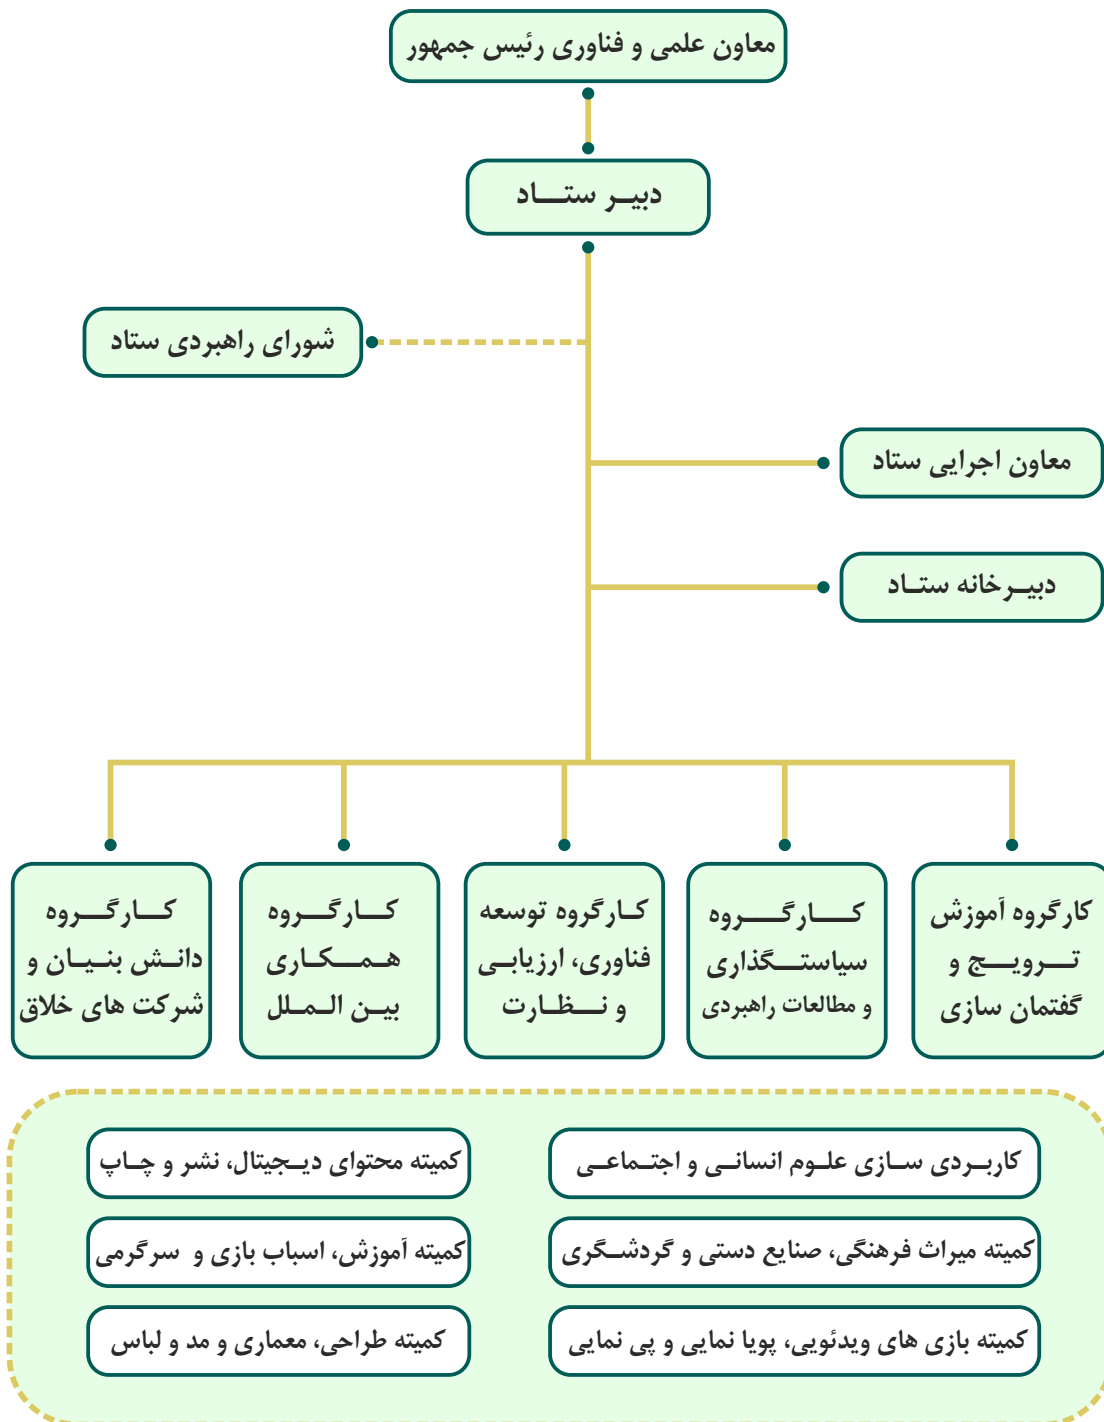 معاون علمی و فناوری رئیس جمهور
دبیر ستاد
شورای راهبردی ستاد
معاون اجرایی ستاد
دبیرخانه ستاد
کارگروه آموزش
ترویج و
گفتمان سازی
کارگروه
سیاستگذاری
و مطالعات راهبردی
کارگروه توسعه
فناوری، ارزیابی
و نظارت
کارگروه
همکاری
بین الملل
کارگروه
دانش بنیان و
شرکت های خلاق
کاربردی سازی علوم انسانی و اجتماعی
کمیته محتوای دیجیتال، نشر و چاپ
کمیته میراث فرهنگی، صنایع دستی و گردشگری
کمیته آموزش، اسباب بازی و سرگرمی
کمیته بازی های ویدئویی، پویا نمایی و پی نمایی
کمیته طراحی، معماری و مد و لباس